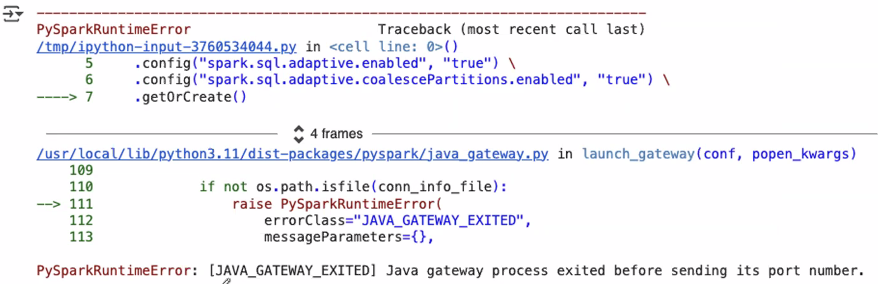 ---------------------------------------------------------------------------
PySparkRuntimeError                       Traceback (most recent call last)
/tmp/ipython-input-3760534044.py in <cell line: 0>()
      5     .config("spark.sql.adaptive.enabled", "true") \
      6     .config("spark.sql.adaptive.coalescePartitions.enabled", "true") \
----> 7     .getOrCreate()
4 frames
/usr/local/lib/python3.11/dist-packages/pyspark/java_gateway.py in launch_gateway(conf, popen_kwargs)
    109
    110             if not os.path.isfile(conn_info_file):
--> 111                 raise PySparkRuntimeError(
    112                     errorClass="JAVA_GATEWAY_EXITED",
    113                     messageParameters={},
PySparkRuntimeError: [JAVA_GATEWAY_EXITED] Java gateway process exited before sending its port number.